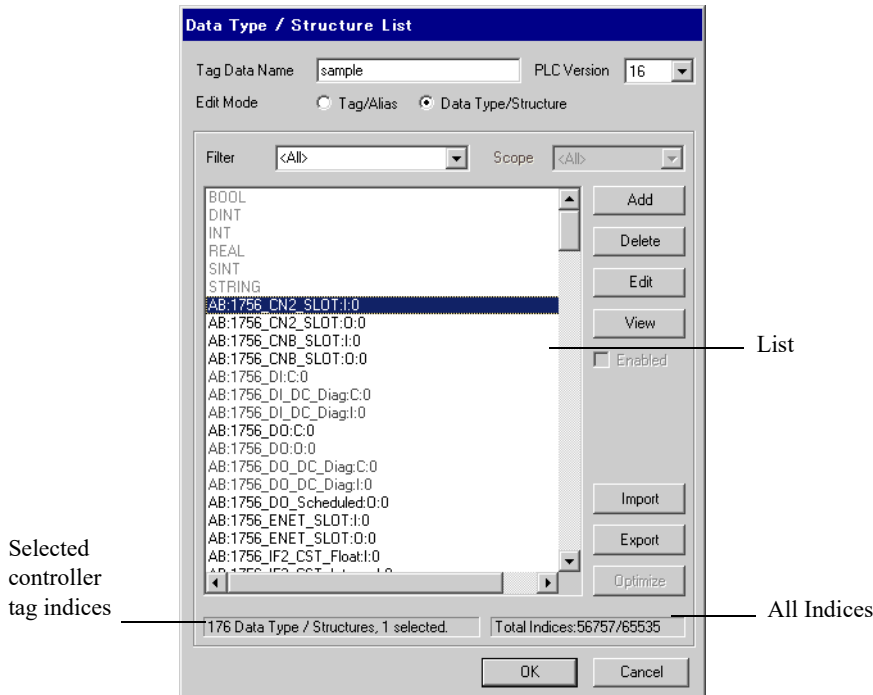 Data Type / Structure List
Tag Data Name sample PLC Version 16
Edit Mode Tag/Alias Data Type/Structure
Filter <All> Scope <All>
BOOL
DINT
INT
REAL
SINT
STRING
AB:1756_CN2_SLOT:I:0
AB:1756_CN2_SLOT:O:0
AB:1756_CNB_SLOT:I:0
AB:1756_CNB_SLOT:O:0
AB:1756_DI:C:0
AB:1756_DI_DC_Diag:C:0
AB:1756_DI_DC_Diag:I:0
AB:1756_DO:C:0
AB:1756_DO:O:0
AB:1756_DO_DC_Diag:C:0
AB:1756_DO_DC_Diag:I:0
AB:1756_DO_Scheduled:O:0
AB:1756_ENET_SLOT:I:0
AB:1756_ENET_SLOT:O:0
AB:1756_IF2_CST_Float:I:0
Add
Delete
Edit
View
Enabled
Import
Export
Optimize
176 Data Type / Structures, 1 selected. Total Indices:56757/65535
OK Cancel
List
Selected
controller
tag indices
All Indices